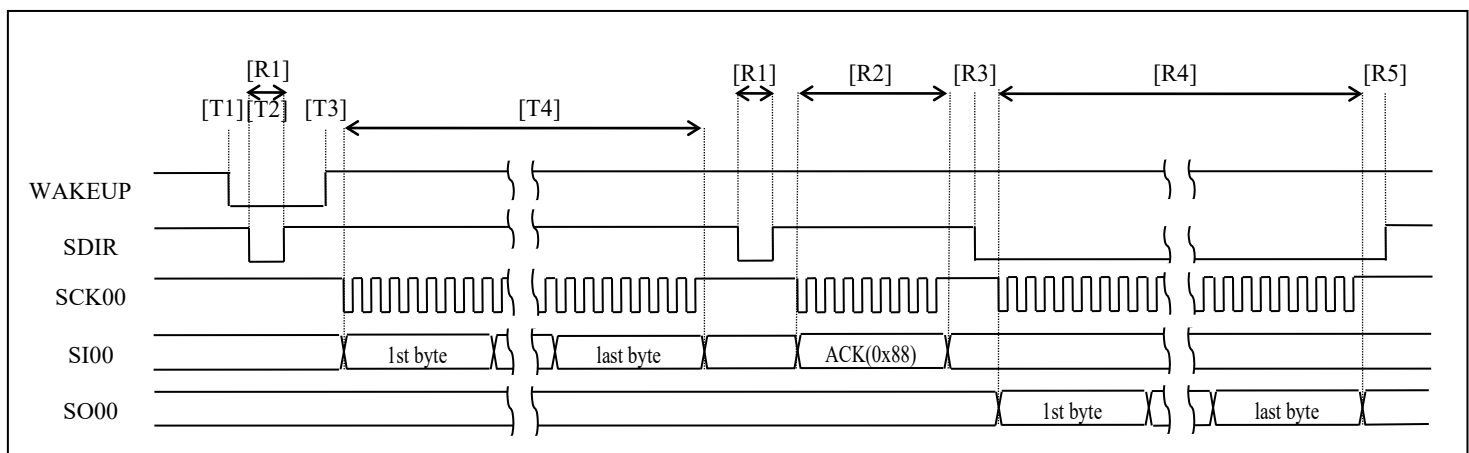 [R1] [R1] [R2] [R3] [R4] [R5]
[T1] [T2] [T3] [T4]
WAKEUP
SDIR
SCK00
SI00 1st byte last byte ACK(0x88)
SO00 1st byte last byte